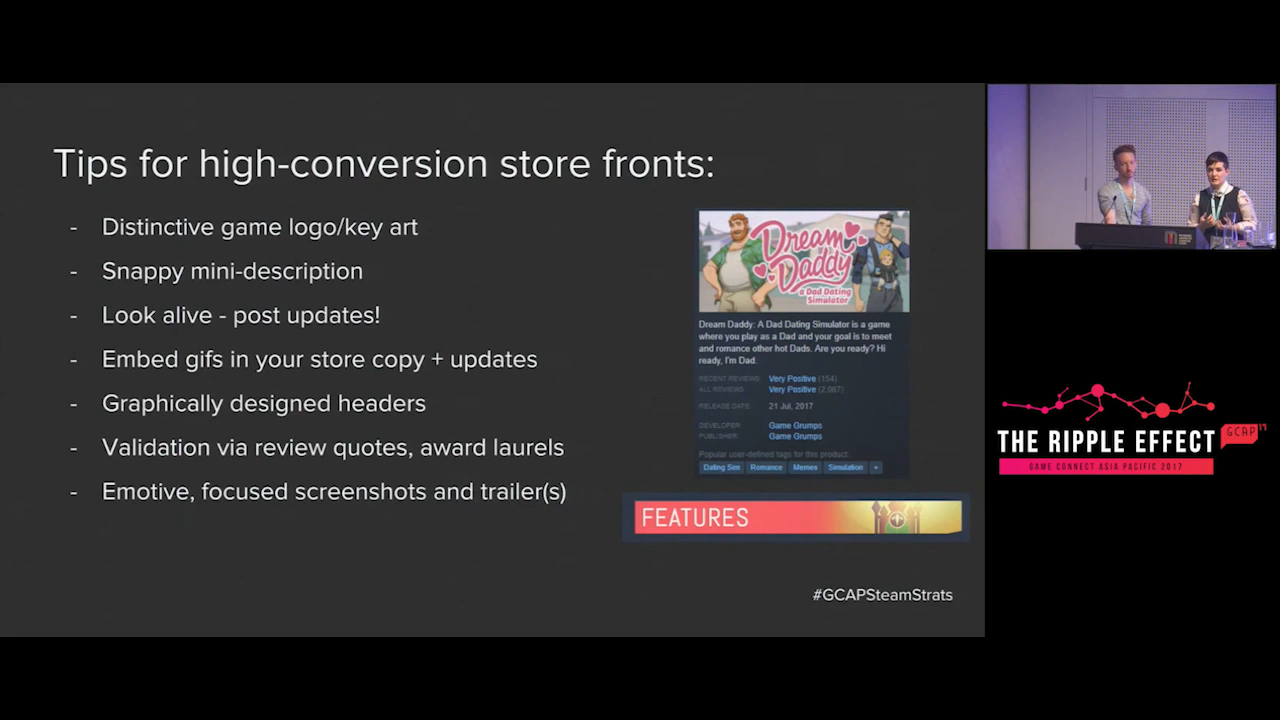 Tips for high-conversion store fronts:
- Distinctive game logo/key art
- Snappy mini-description
- Look alive - post updates!
- Embed gifs in your store copy + updates
- Graphically designed headers
- Validation via review quotes, award laurels
- Emotive, focused screenshots and trailer(s)
Dream
Daddy
a Dad Dating
Simulator
Dream Daddy: A Dad Dating Simulator is a game
where you play as a Dad and your goal is to meet
and romance other hot Dads. Are you ready? Hi
ready, I'm Dad.
RECENT REVIEWS: Very Positive (154)
ALL REVIEWS: Very Positive (2,087)
RELEASE DATE: 21 Jul, 2017
DEVELOPER: Game Grumps
PUBLISHER: Game Grumps
Popular user-defined tags for this product:
Dating Sim Romance Memes Simulation +
FEATURES
#GCAPSteamStrats
THE RIPPLE EFFECT
GCAP 17
GAME CONNECT ASIA PACIFIC 2017